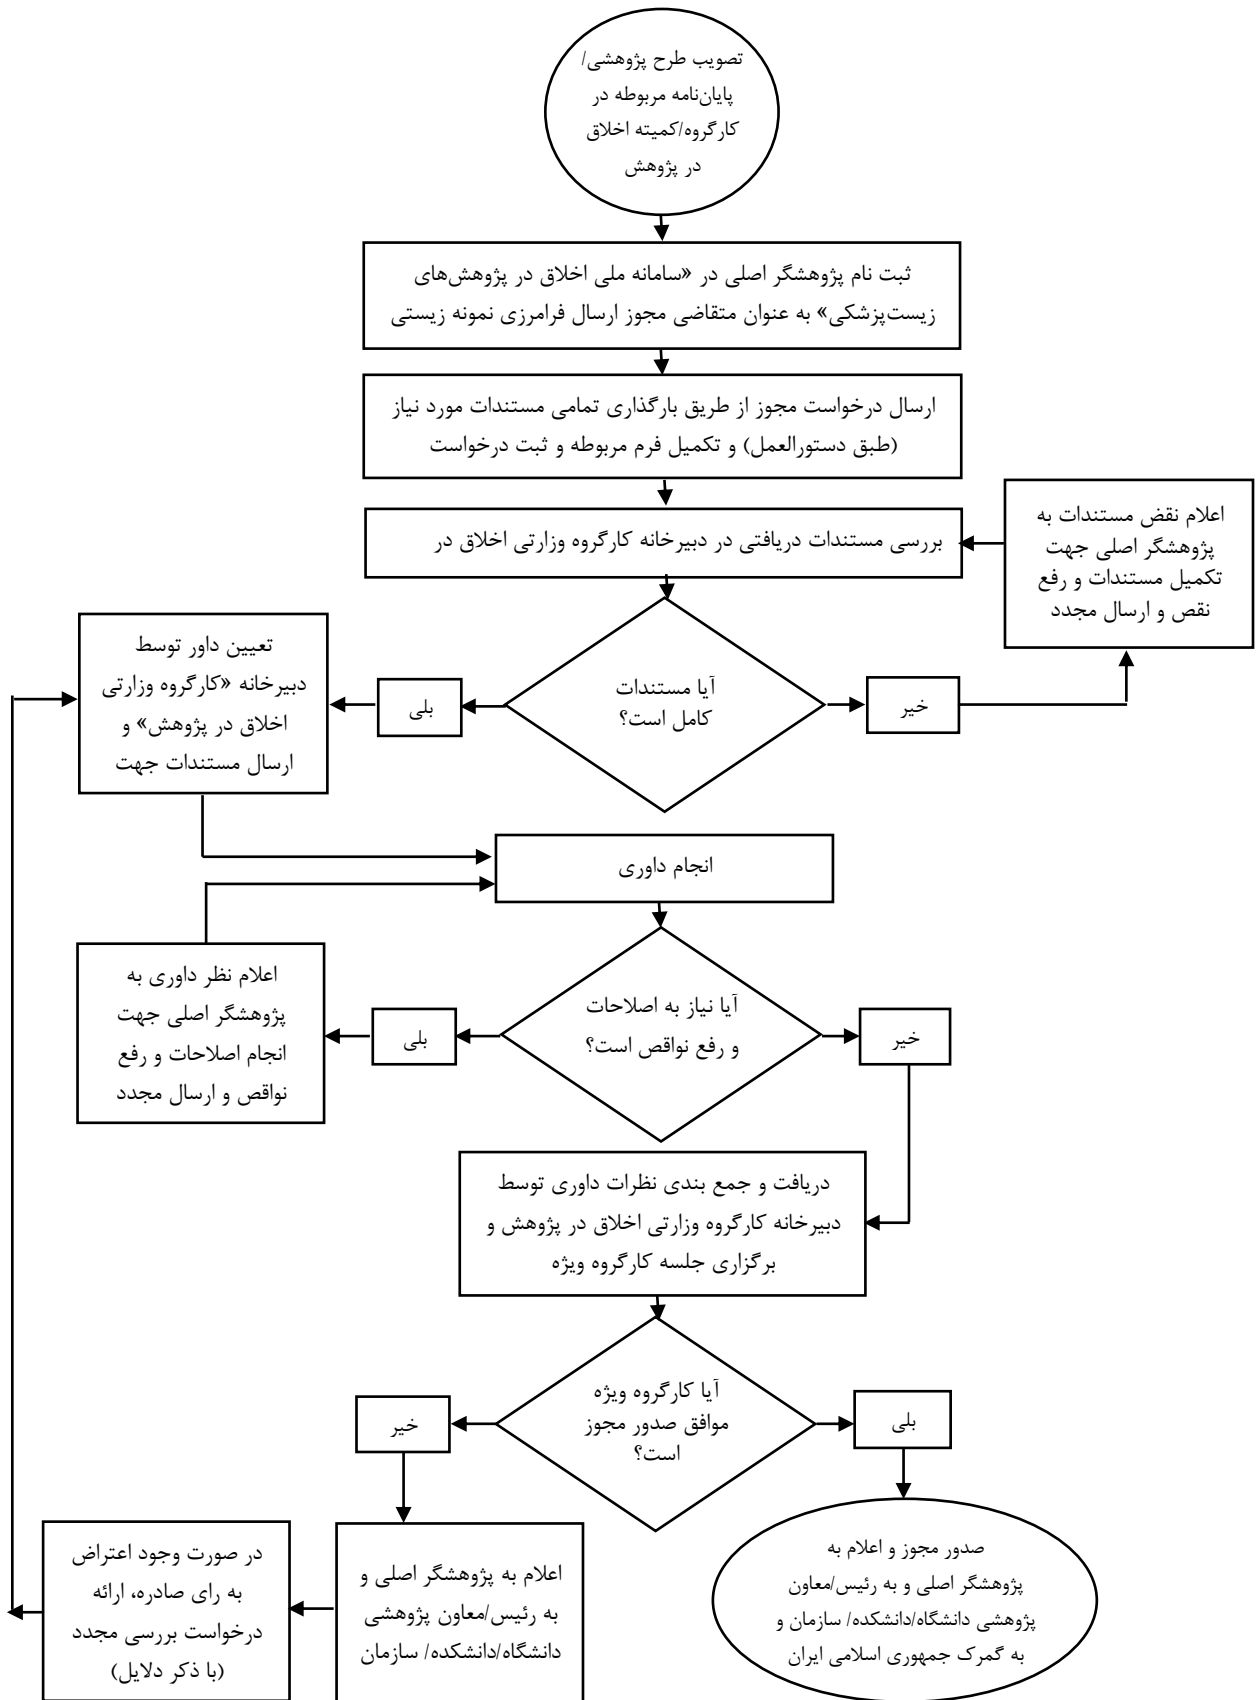 تصویب طرح پژوهشی/
پایان‌نامه مربوطه در
کارگروه/کمیته اخلاق
در پژوهش
ثبت نام پژوهشگر اصلی در «سامانه ملی اخلاق در پژوهش‌های
زیست‌پزشکی» به عنوان متقاضی مجوز ارسال فرامرزی نمونه زیستی
ارسال درخواست مجوز از طریق بارگذاری تمامی مستندات مورد نیاز
(طبق دستورالعمل) و تکمیل فرم مربوطه و ثبت درخواست
بررسی مستندات دریافتی در دبیرخانه کارگروه وزارتی اخلاق در
اعلام نقض مستندات به
پژوهشگر اصلی جهت
تکمیل مستندات و رفع
نقص و ارسال مجدد
آیا مستندات
کامل است؟
خیر
بلی
تعیین داور توسط
دبیرخانه «کارگروه وزارتی
اخلاق در پژوهش» و
ارسال مستندات جهت
انجام داوری
آیا نیاز به اصلاحات
و رفع نواقص است؟
خیر
بلی
اعلام نظر داوری به
پژوهشگر اصلی جهت
انجام اصلاحات و رفع
نواقص و ارسال مجدد
دریافت و جمع بندی نظرات داوری توسط
دبیرخانه کارگروه وزارتی اخلاق در پژوهش و
برگزاری جلسه کارگروه ویژه
آیا کارگروه ویژه
موافق صدور مجوز
است؟
بلی
خیر
صدور مجوز و اعلام به
پژوهشگر اصلی و به رئیس/معاون
پژوهشی دانشگاه/دانشکده/ سازمان و
به گمرک جمهوری اسلامی ایران
اعلام به پژوهشگر اصلی و
به رئیس/معاون پژوهشی
دانشگاه/دانشکده/ سازمان
در صورت وجود اعتراض
به رای صادره، ارائه
درخواست بررسی مجدد
(با ذکر دلایل)